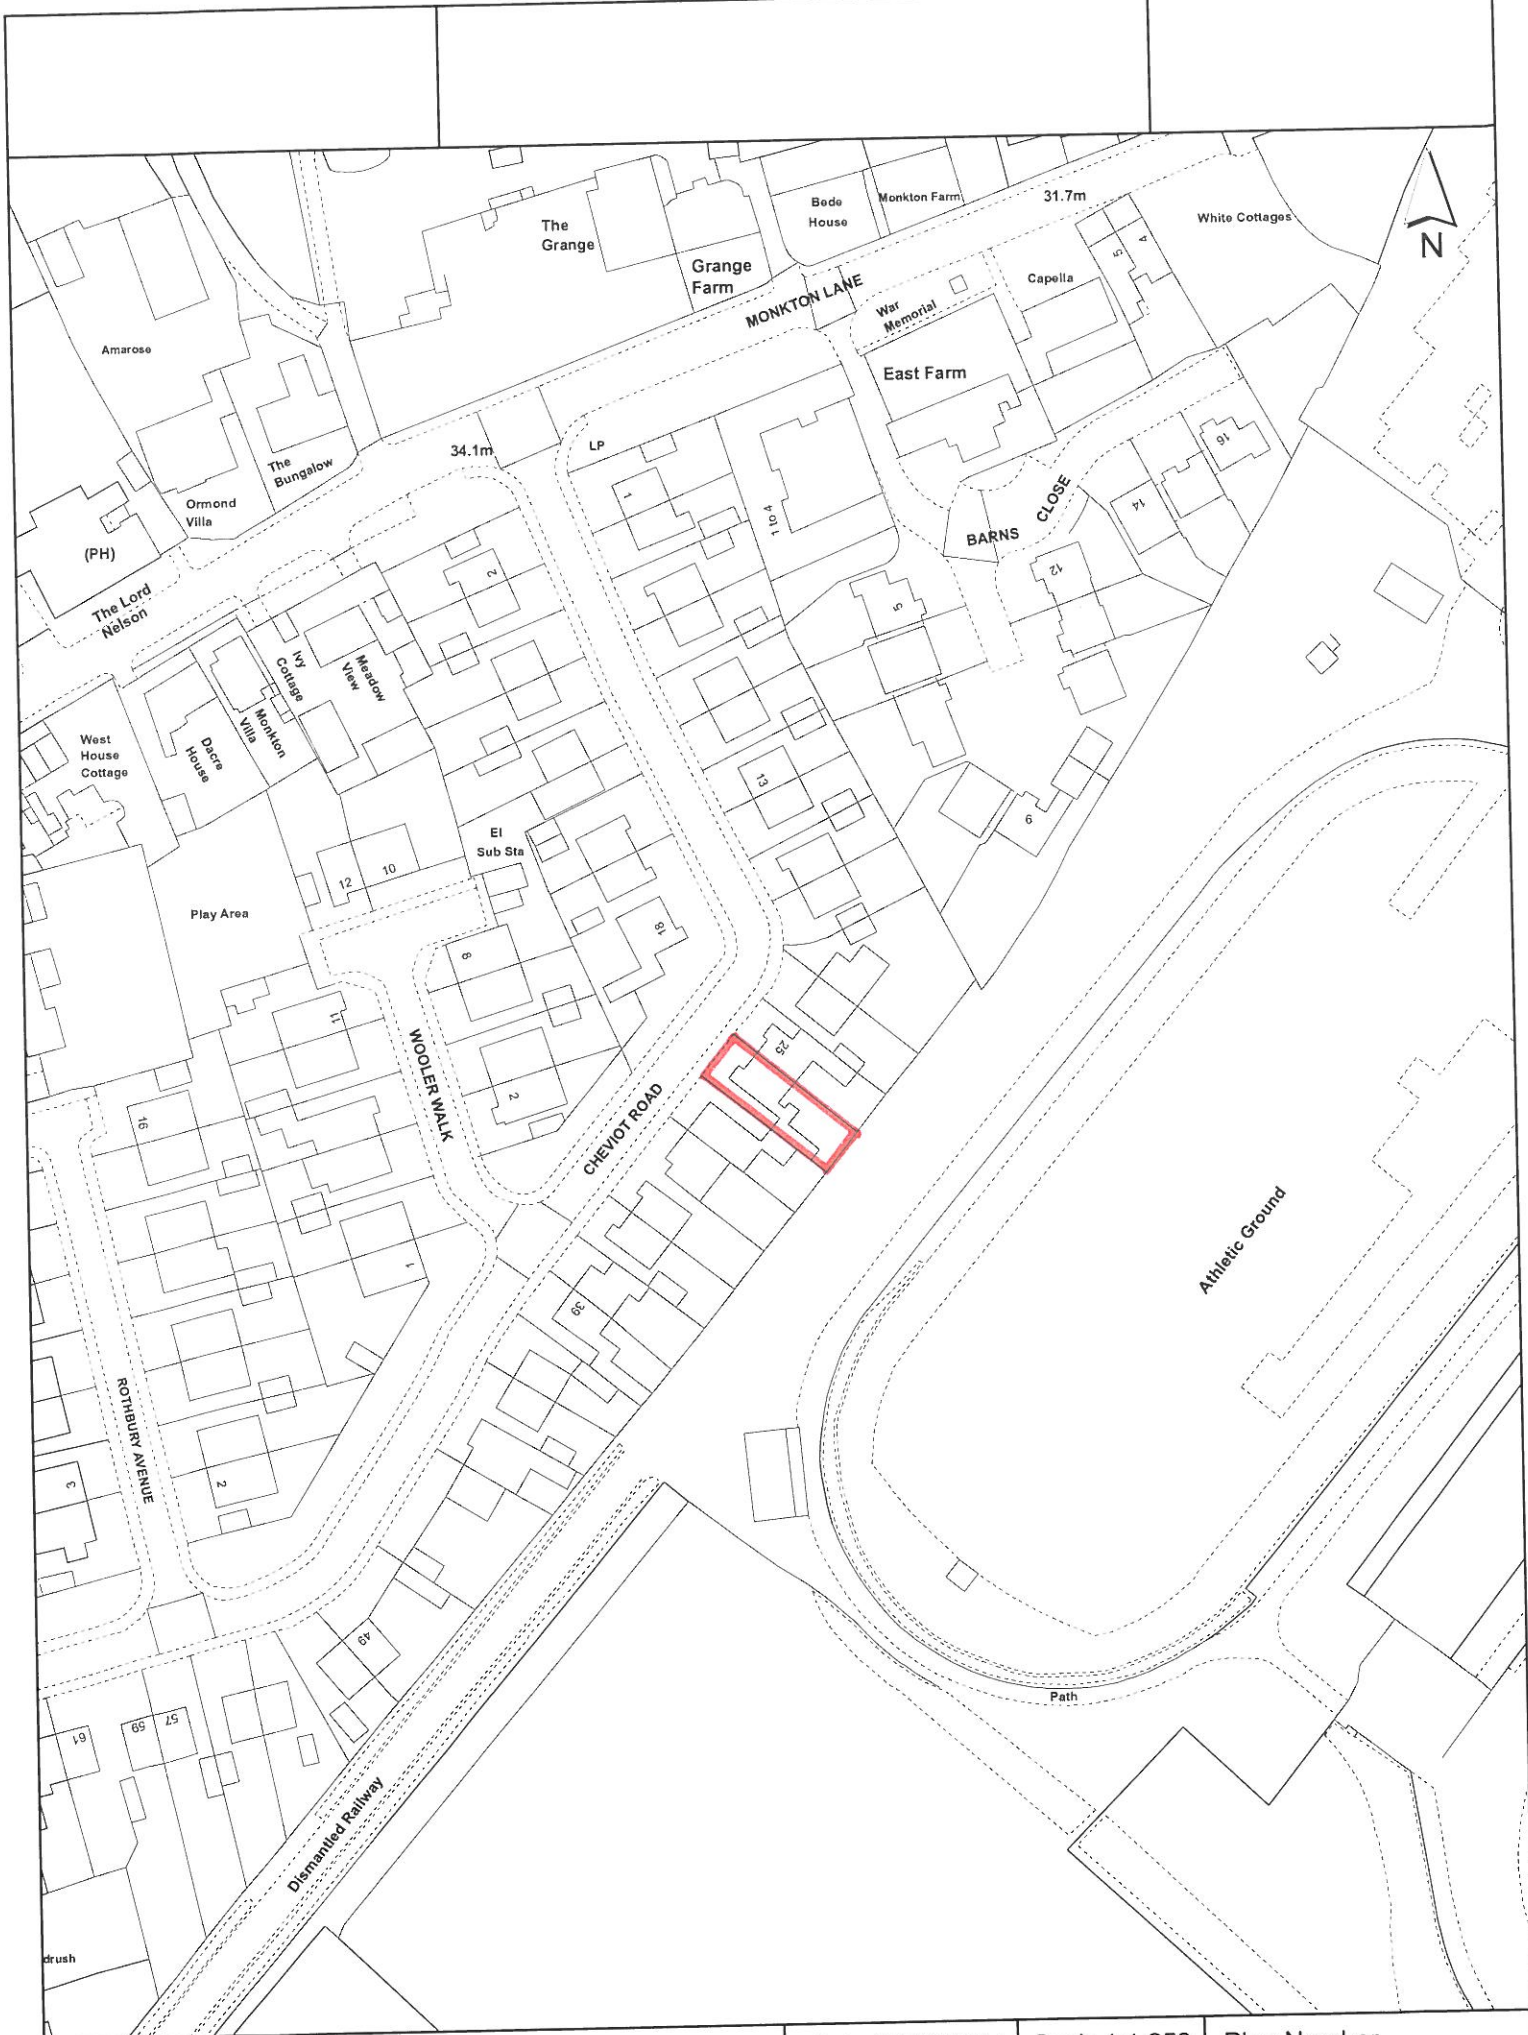 The
Grange
Grange
Farm
Bede
House
Monkton Farm
31.7m
White Cottages
N
MONKTON LANE
War
Memorial
Capella
5
4
Amarose
East Farm
34.1m
LP
The
Bungalow
Ormond
Villa
(PH)
The Lord
Nelson
1
1 to 4
BARNS
CLOSE
16
14
12
2
5
Ivy
Cottage
Meadow
View
Monkton
Villa
Dacre
House
West
House
Cottage
13
6
El
Sub Sta
12
10
Play Area
18
8
11
WOOLER WALK
2
25
CHEVIOT ROAD
16
1
39
Athletic Ground
ROTHBURY AVENUE
3
2
49
Path
61
59
57
Dismantled Railway
drush